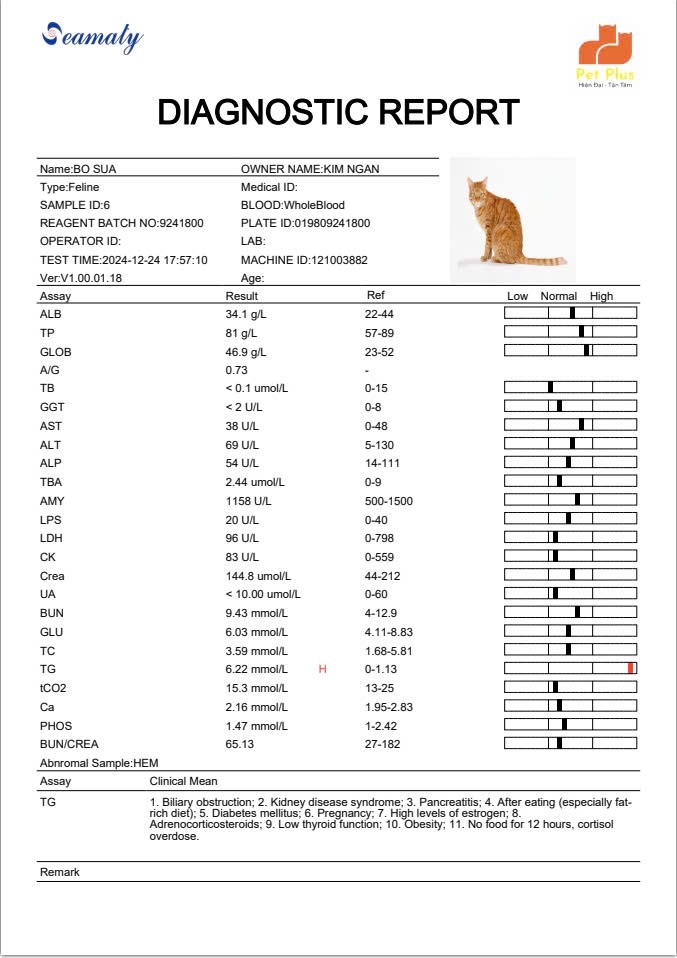 Seamaty
Pet Plus
Hiện Đại - Tận Tâm
DIAGNOSTIC REPORT
Name:BO SUA OWNER NAME:KIM NGAN
Type:Feline Medical ID:
SAMPLE ID:6 BLOOD:WholeBlood
REAGENT BATCH NO:9241800 PLATE ID:019809241800
OPERATOR ID: LAB:
TEST TIME:2024-12-24 17:57:10 MACHINE ID:121003882
Ver:V1.00.01.18 Age:
Assay Result Ref Low Normal High
ALB 34.1 g/L 22-44
TP 81 g/L 57-89
GLOB 46.9 g/L 23-52
A/G 0.73 -
TB < 0.1 umol/L 0-15
GGT < 2 U/L 0-8
AST 38 U/L 0-48
ALT 69 U/L 5-130
ALP 54 U/L 14-111
TBA 2.44 umol/L 0-9
AMY 1158 U/L 500-1500
LPS 20 U/L 0-40
LDH 96 U/L 0-798
CK 83 U/L 0-559
Crea 144.8 umol/L 44-212
UA < 10.00 umol/L 0-60
BUN 9.43 mmol/L 4-12.9
GLU 6.03 mmol/L 4.11-8.83
TC 3.59 mmol/L 1.68-5.81
TG 6.22 mmol/L H 0-1.13
tCO2 15.3 mmol/L 13-25
Ca 2.16 mmol/L 1.95-2.83
PHOS 1.47 mmol/L 1-2.42
BUN/CREA 65.13 27-182
Abnromal Sample:HEM
Assay Clinical Mean
TG 1. Biliary obstruction; 2. Kidney disease syndrome; 3. Pancreatitis; 4. After eating (especially fat-
rich diet); 5. Diabetes mellitus; 6. Pregnancy; 7. High levels of estrogen; 8.
Adrenocorticosteroids; 9. Low thyroid function; 10. Obesity; 11. No food for 12 hours, cortisol
overdose.
Remark